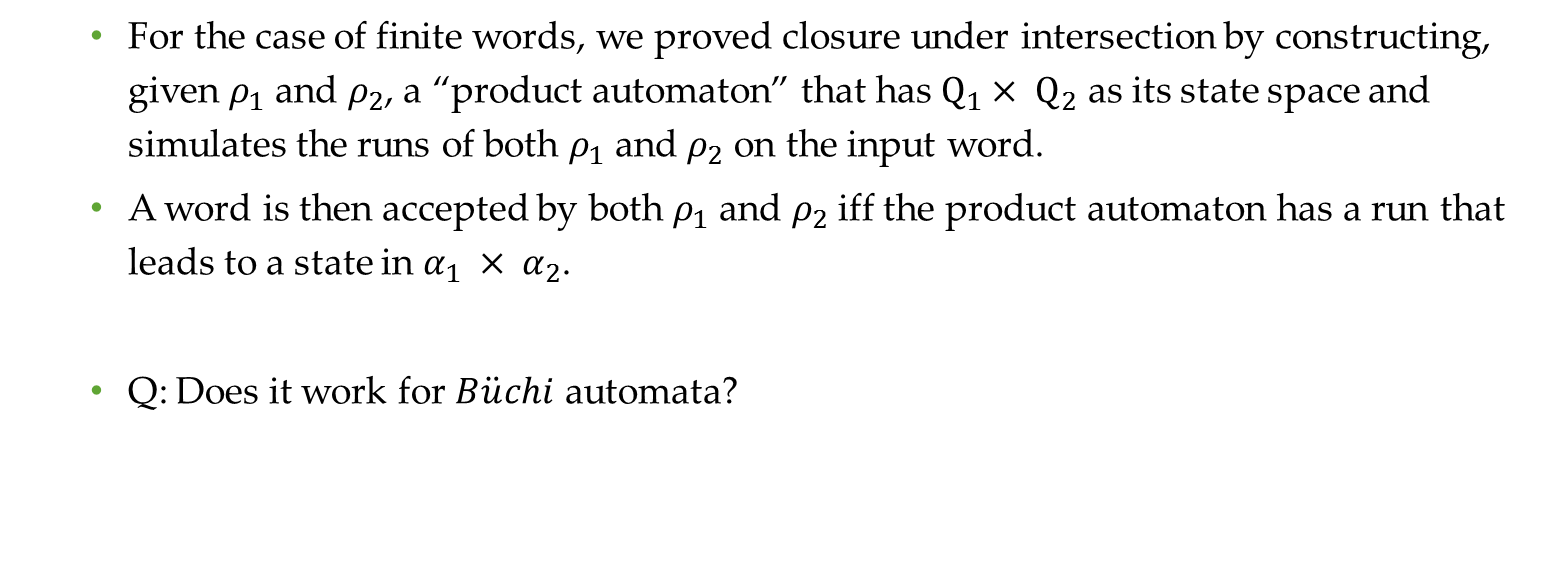 • For the case of finite words, we proved closure under intersection by constructing,
given ρ₁ and ρ₂, a “product automaton” that has Q₁ × Q₂ as its state space and
simulates the runs of both ρ₁ and ρ₂ on the input word.
• A word is then accepted by both ρ₁ and ρ₂ iff the product automaton has a run that
leads to a state in α₁ × α₂.
• Q: Does it work for Büchi automata?